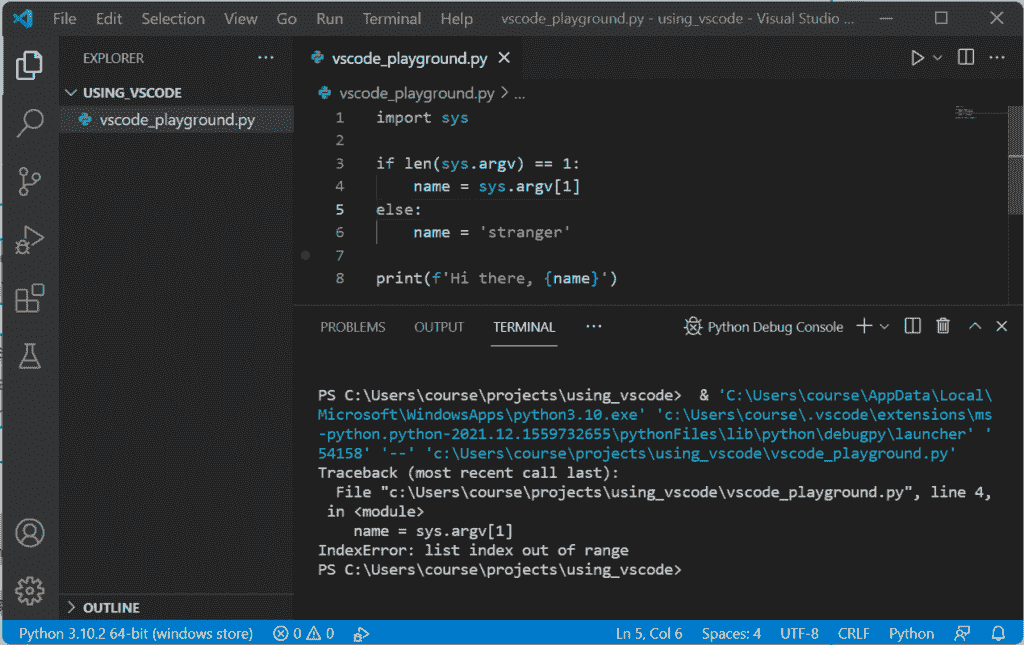 File Edit Selection View Go Run Terminal Help vscode_playground.py - using_vscode - Visual Studio ...
EXPLORER ...
vscode_playground.py
USING_VSCODE
vscode_playground.py
vscode_playground.py > ...
1 import sys
2
3 if len(sys.argv) == 1:
4 name = sys.argv[1]
5 else:
6 name = 'stranger'
7
8 print(f'Hi there, {name}')
PROBLEMS OUTPUT TERMINAL ... Python Debug Console
PS C:\Users\course\projects\using_vscode> & 'C:\Users\course\AppData\Local\
Microsoft\WindowsApps\python3.10.exe' 'c:\Users\course\.vscode\extensions\ms
-python.python-2021.12.1559732655\pythonFiles\lib\python\debugpy\launcher' '
54158' '--' 'c:\Users\course\projects\using_vscode\vscode_playground.py'
Traceback (most recent call last):
File "c:\Users\course\projects\using_vscode\vscode_playground.py", line 4,
in <module>
name = sys.argv[1]
IndexError: list index out of range
PS C:\Users\course\projects\using_vscode>
OUTLINE
Python 3.10.2 64-bit (windows store) 0 0 Ln 5, Col 6 Spaces: 4 UTF-8 CRLF Python